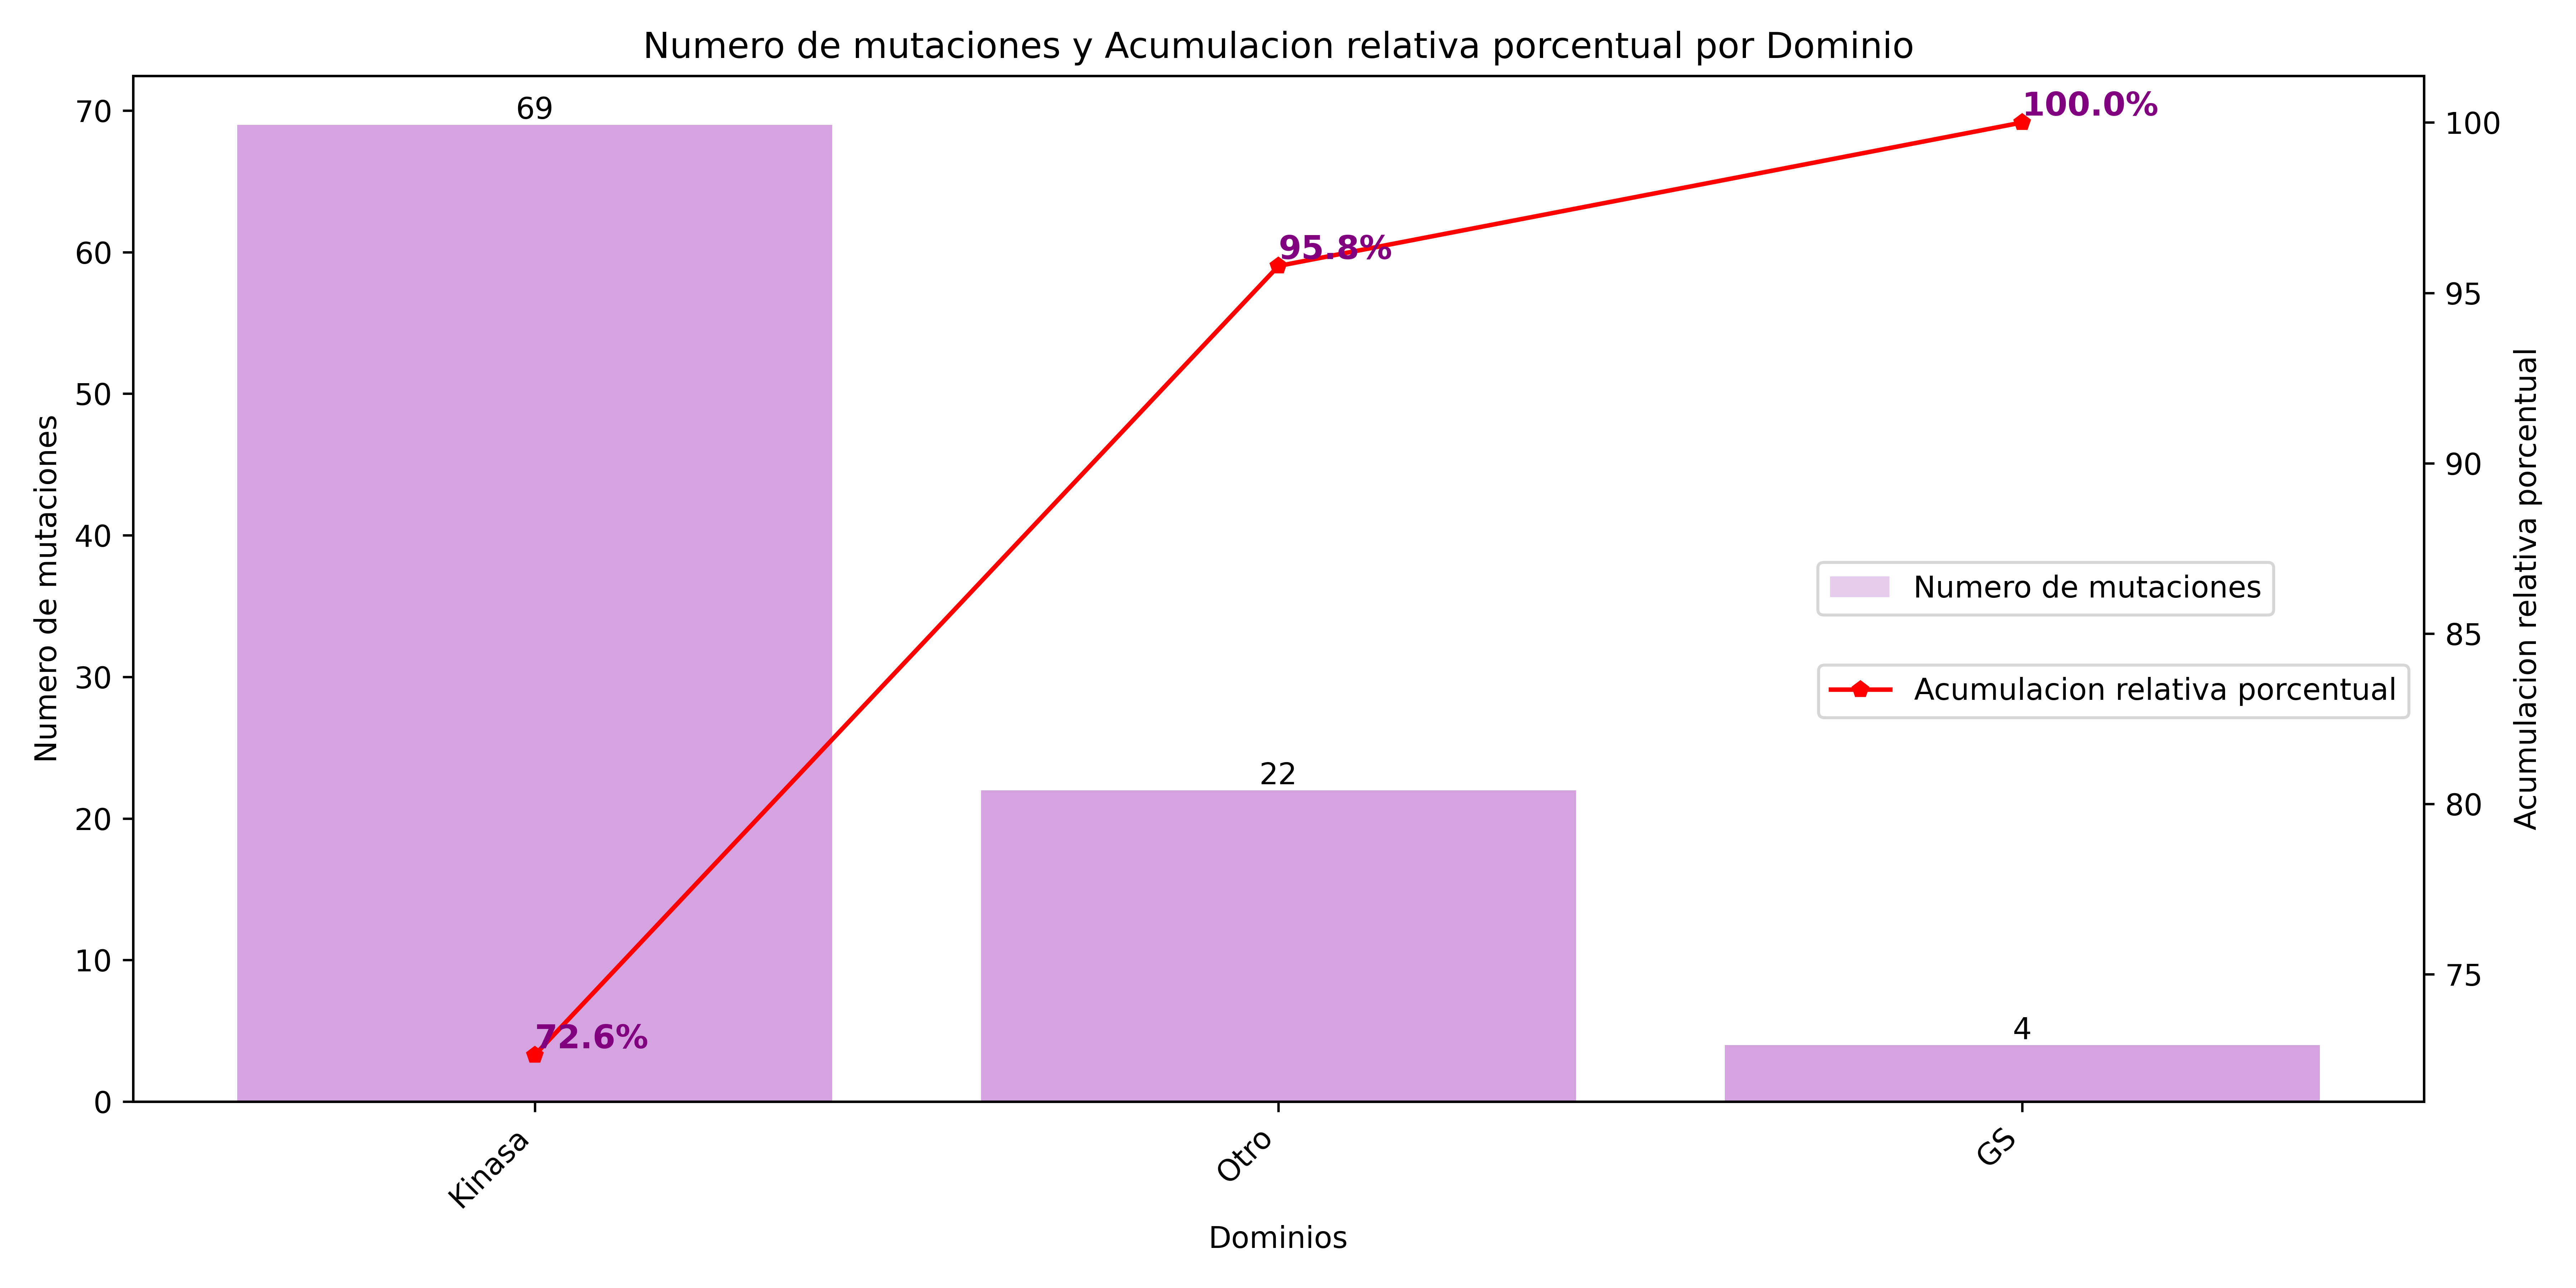 Numero de mutaciones y Acumulacion relativa porcentual por Dominio
70
60
50
40
30
20
10
0
Numero de mutaciones
69
22
4
72.6%
95.8%
100.0%
Numero de mutaciones
Acumulacion relativa porcentual
100
95
90
85
80
75
Acumulacion relativa porcentual
Kinasa
Otro
GS
Dominios